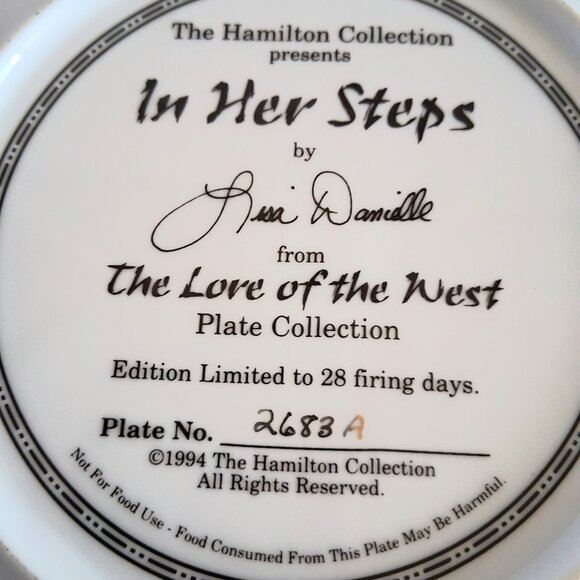 The Hamilton Collection
presents
In Her Steps
by
Lisa Danielle
from
The Lore of the West
Plate Collection
Edition Limited to 28 firing days.
Plate No. 2683 A
©1994 The Hamilton Collection
All Rights Reserved.
Not For Food Use - Food Consumed From This Plate May Be Harmful.